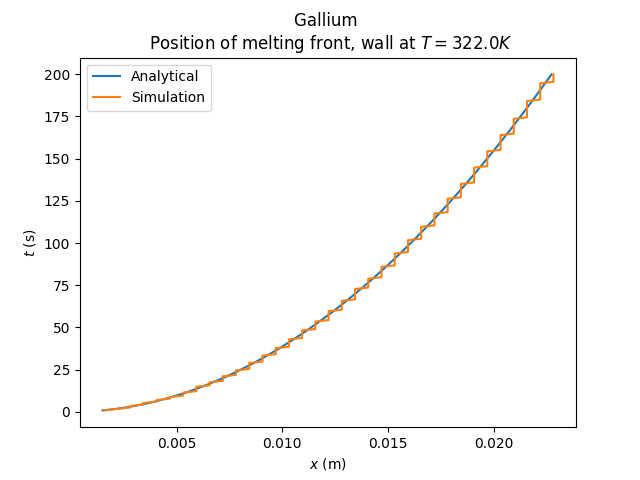 Gallium
Position of melting front, wall at T = 322.0K
Analytical
Simulation
200
175
150
125
100
75
50
25
0
t (s)
0.005 0.010 0.015 0.020
x (m)